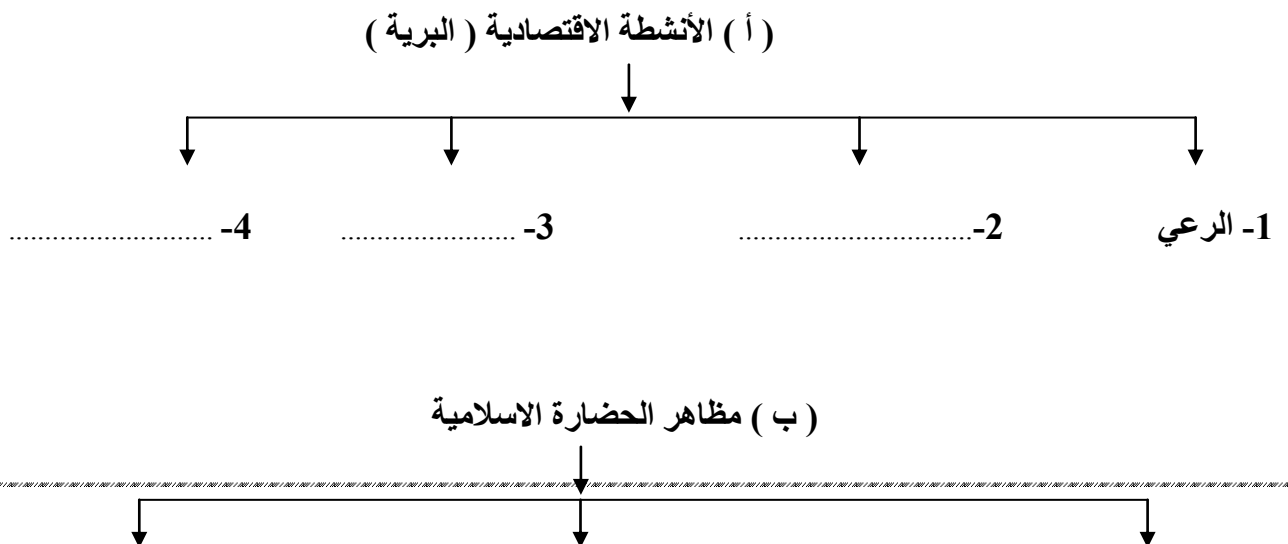 ( أ ) الأنشطة الاقتصادية ( البرية )
1- الرعي 2-............................. 3- ...................... 4- ..........................
( ب ) مظاهر الحضارة الاسلامية